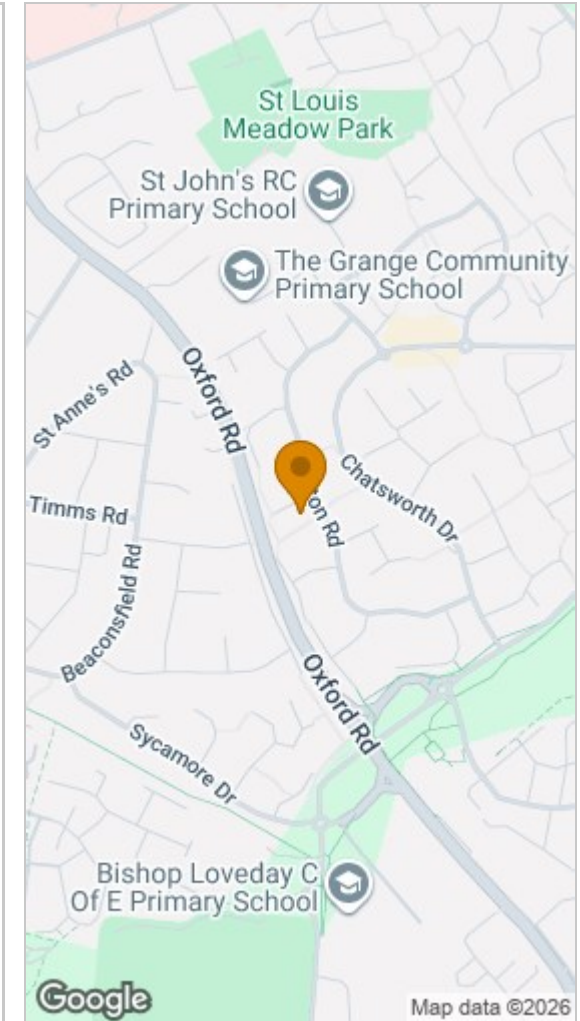 St Louis
Meadow Park
St John's RC
Primary School
The Grange Community
Primary School
Oxford Rd
St Anne's Rd
Chatsworth Dr
Timms Rd
Rd
Beaconsfield Rd
Oxford Rd
Sycamore Dr
Bishop Loveday C
Of E Primary School
Google
Map data ©2026